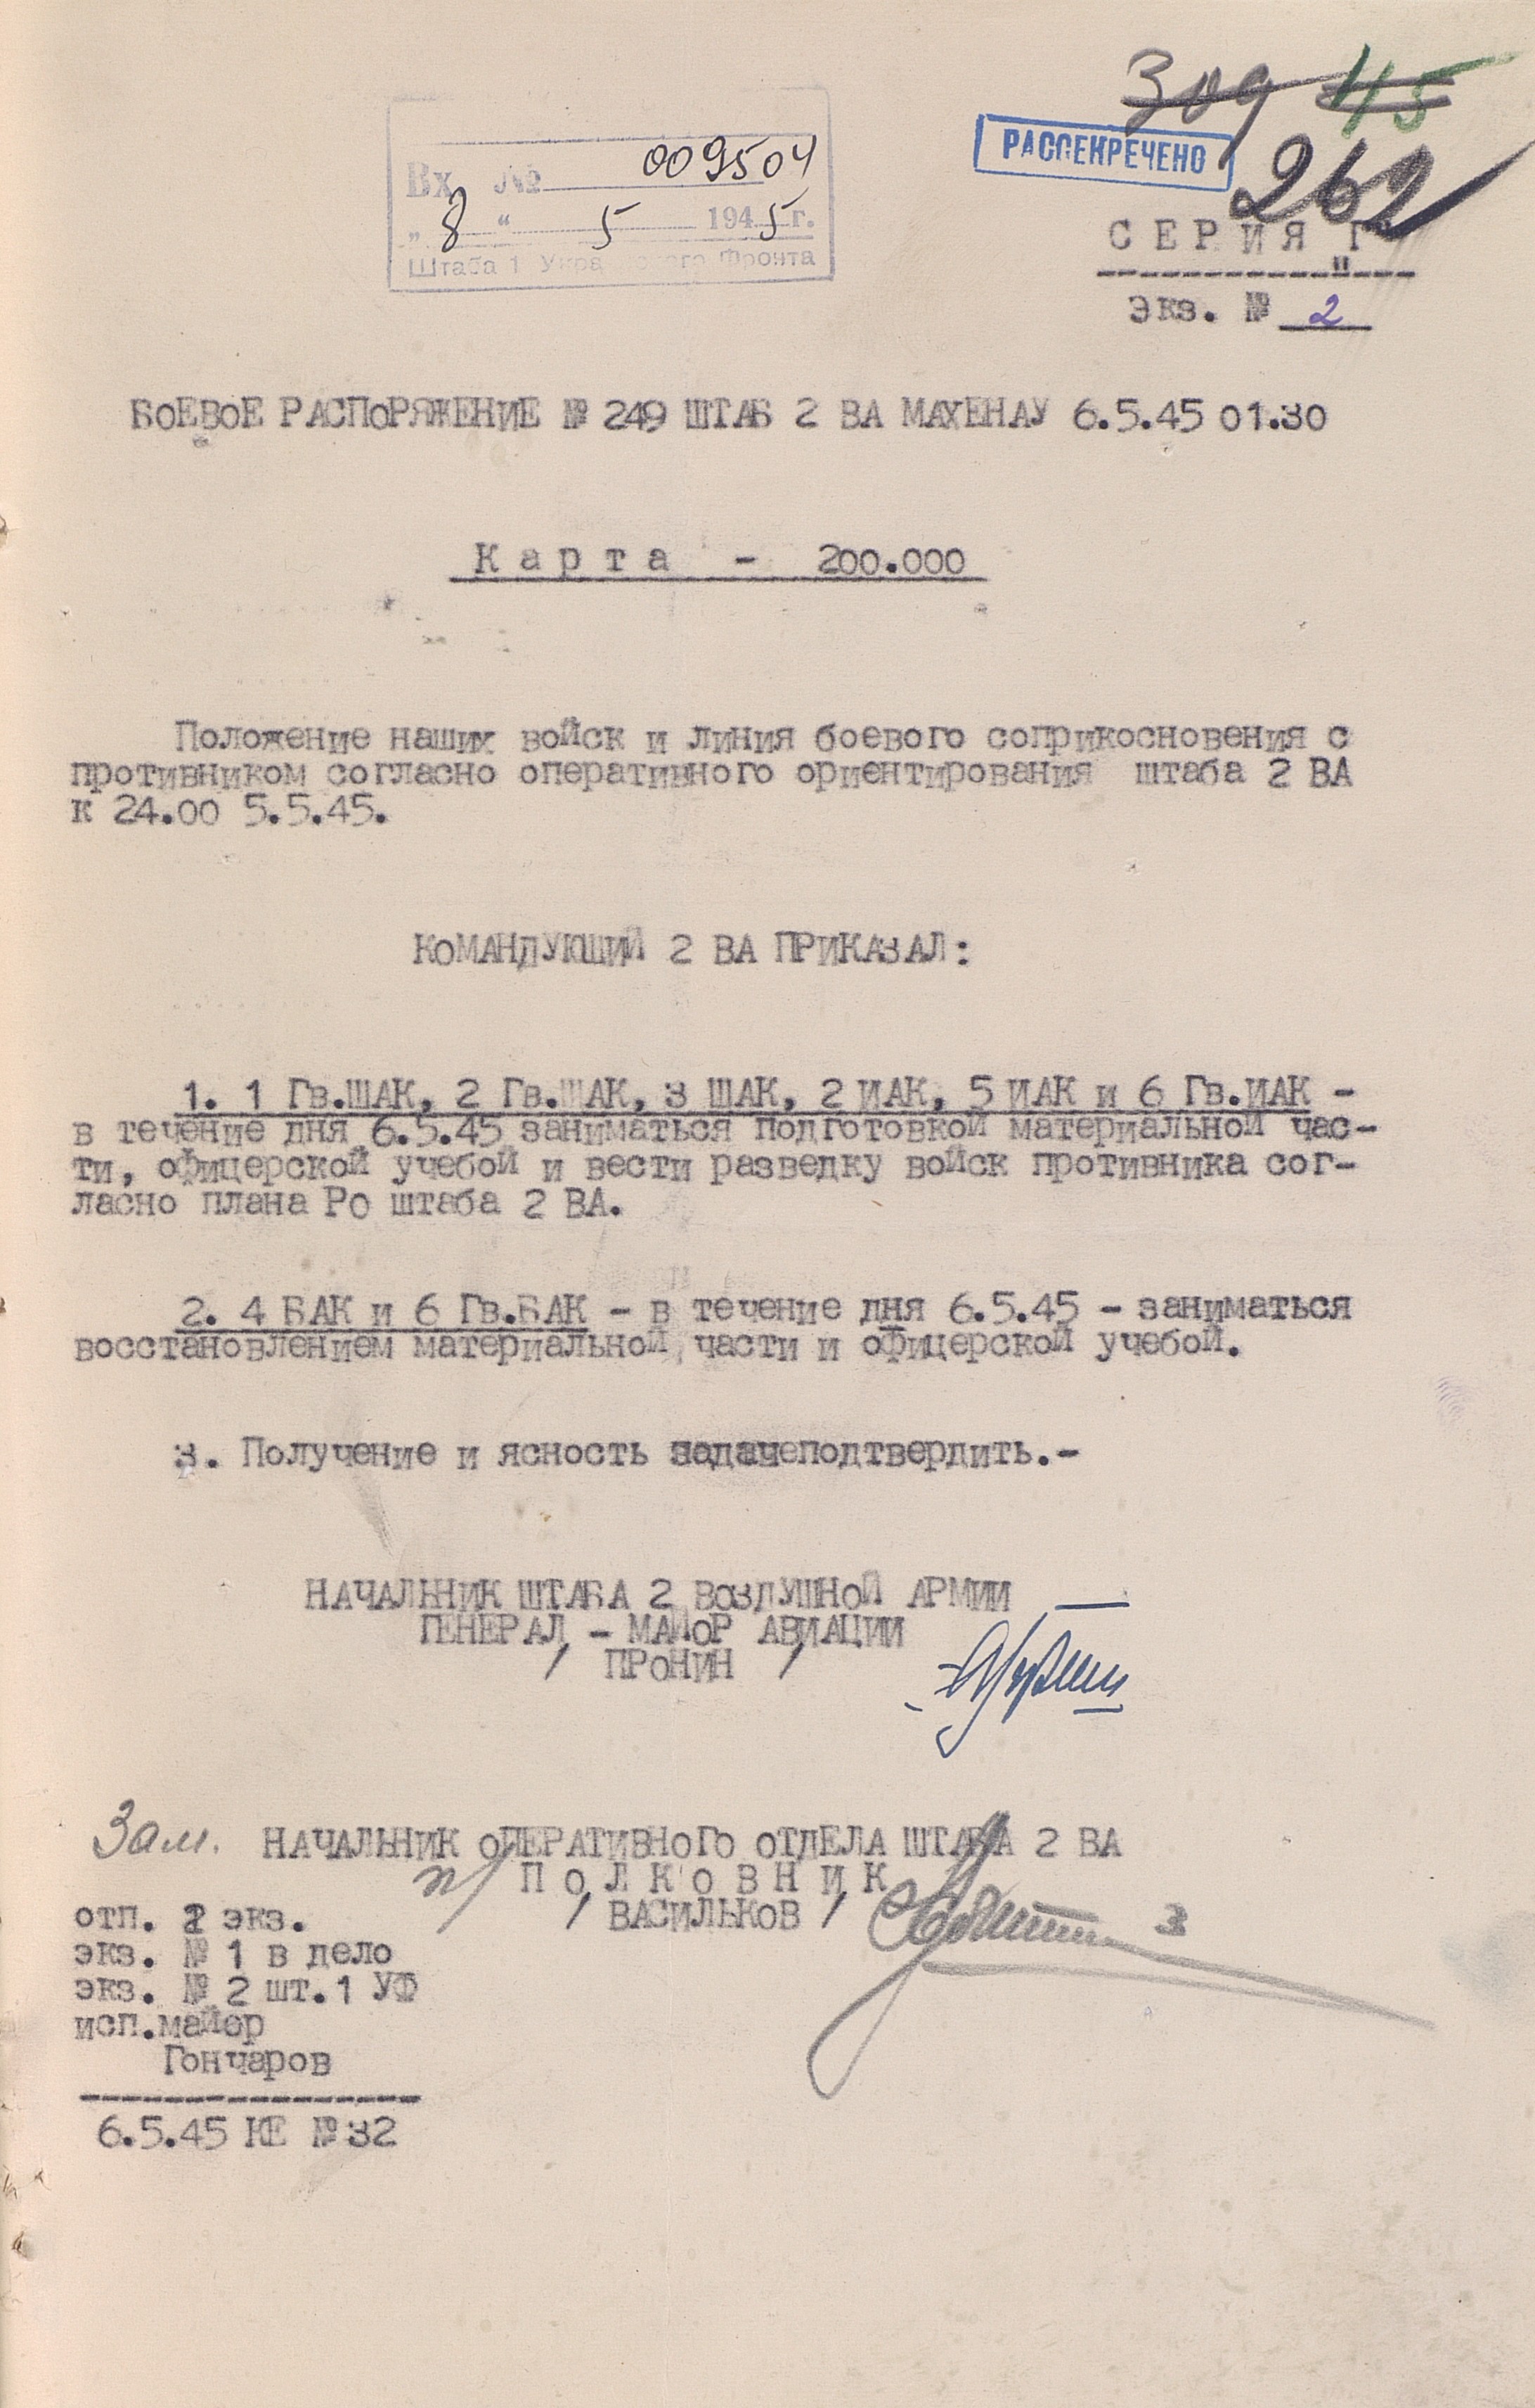 309 45
РАССЕКРЕЧЕНО
262
Вх. № 009504
„ 8 “ 5 1945 г.
Штаба 1 Укра ского Фронта
СЕРИЯ "Г"
экз. № 2
БОЕВОЕ РАСПОРЯЖЕНИЕ № 249 ШТАБ 2 ВА МАХЕНАУ 6.5.45 01.30
Карта - 200.000
Положение наших войск и линия боевого соприкосновения с
противником согласно оперативного ориентирования штаба 2 ВА
к 24.00 5.5.45.
КОМАНДУЮЩИЙ 2 ВА ПРИКАЗАЛ:
1. 1 Гв.ШАК, 2 Гв.ШАК, 3 ШАК, 2 ИАК, 5 ИАК и 6 Гв.ИАК -
в течение дня 6.5.45 заниматься подготовкой материальной час-
ти, офицерской учебой и вести разведку войск противника сог-
ласно плана РО штаба 2 ВА.
2. 4 БАК и 6 Гв.БАК - в течение дня 6.5.45 - заниматься
восстановлением материальной части и офицерской учебой.
3. Получение и ясность задачеподтвердить.-
НАЧАЛЬНИК ШТАБА 2 ВОЗДУШНОЙ АРМИИ
ГЕНЕРАЛ - МАЙОР АВИАЦИИ
/ ПРОНИН /
Зам. НАЧАЛЬНИК ОПЕРАТИВНОГО ОТДЕЛА ШТАБА 2 ВА
п/ ПОЛКОВНИК
/ ВАСИЛЬКОВ / 3
отп. 2 экз.
экз. № 1 в дело
экз. № 2 шт.1 УФ
исп.майор
Гончаров
6.5.45 КЕ №32